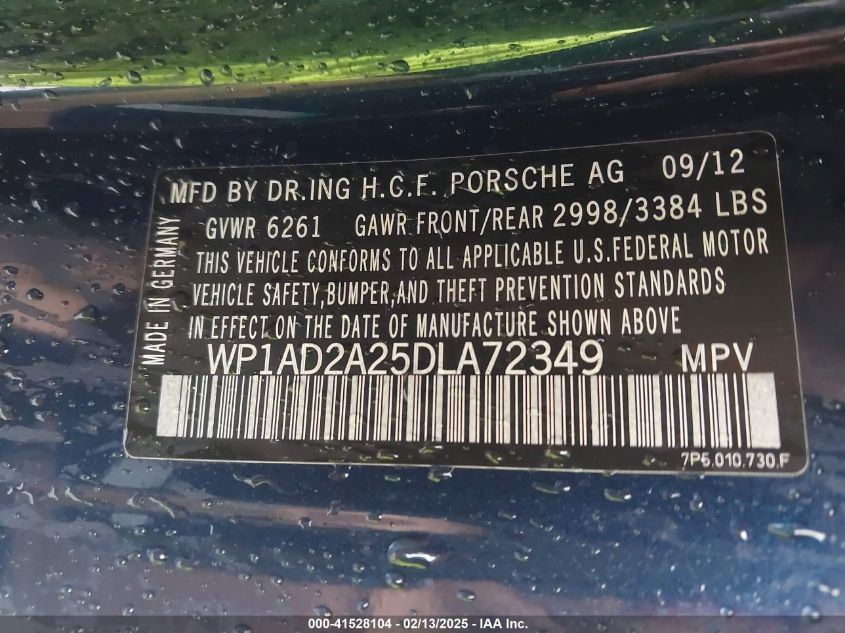 MFD BY DR.ING H.C.F. PORSCHE AG 09/12
GVWR 6261 GAWR FRONT/REAR 2998/3384 LBS
THIS VEHICLE CONFORMS TO ALL APPLICABLE U.S.FEDERAL MOTOR
VEHICLE SAFETY,BUMPER,AND THEFT PREVENTION STANDARDS
IN EFFECT ON THE DATE OF MANUFACTURE SHOWN ABOVE
WP1AD2A25DLA72349 MPV
7P5.010.730.F
MADE IN GERMANY
000-41528104 - 02/13/2025 - IAA Inc.